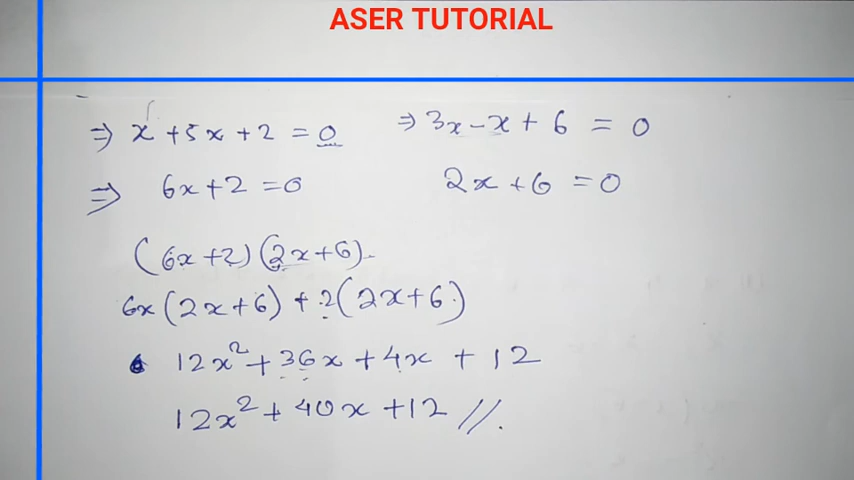 ASER TUTORIAL
⇒ x + 5x + 2 = 0
⇒ 3x - x + 6 = 0
⇒ 6x + 2 = 0
2x + 6 = 0
(6x + 2) (2x + 6)
6x (2x + 6) + 2 (2x + 6)
12x² + 36x + 4x + 12
12x² + 40x + 12 //.